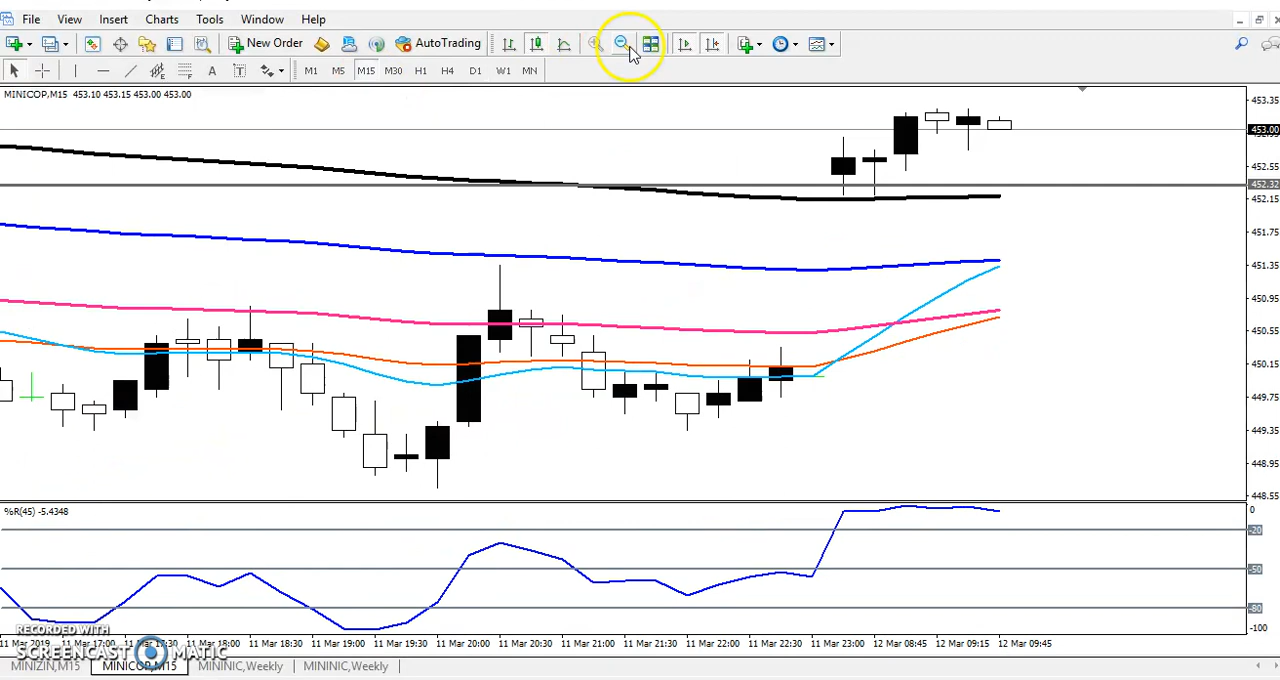 File View Insert Charts Tools Window Help
New Order AutoTrading
A T M1 M5 M15 M30 H1 H4 D1 W1 MN
MINICOP,M15 453.10 453.15 453.00 453.00
453.35
453.00
452.55
452.32
452.15
451.75
451.35
450.95
450.55
450.15
449.75
449.35
448.95
448.55
%R(45) -5.4348
0
-20
-50
-80
-100
11 Mar 2019 11 Mar 17:00 11 Mar 17:30 11 Mar 18:00 11 Mar 18:30 11 Mar 19:00 11 Mar 19:30 11 Mar 20:00 11 Mar 20:30 11 Mar 21:00 11 Mar 21:30 11 Mar 22:00 11 Mar 22:30 11 Mar 23:00 12 Mar 08:45 12 Mar 09:15 12 Mar 09:45
RECORDED WITH
SCREENCAST MATIC
MINIZIN,M15 MINICOP,M15 MININIC,Weekly MININIC,Weekly